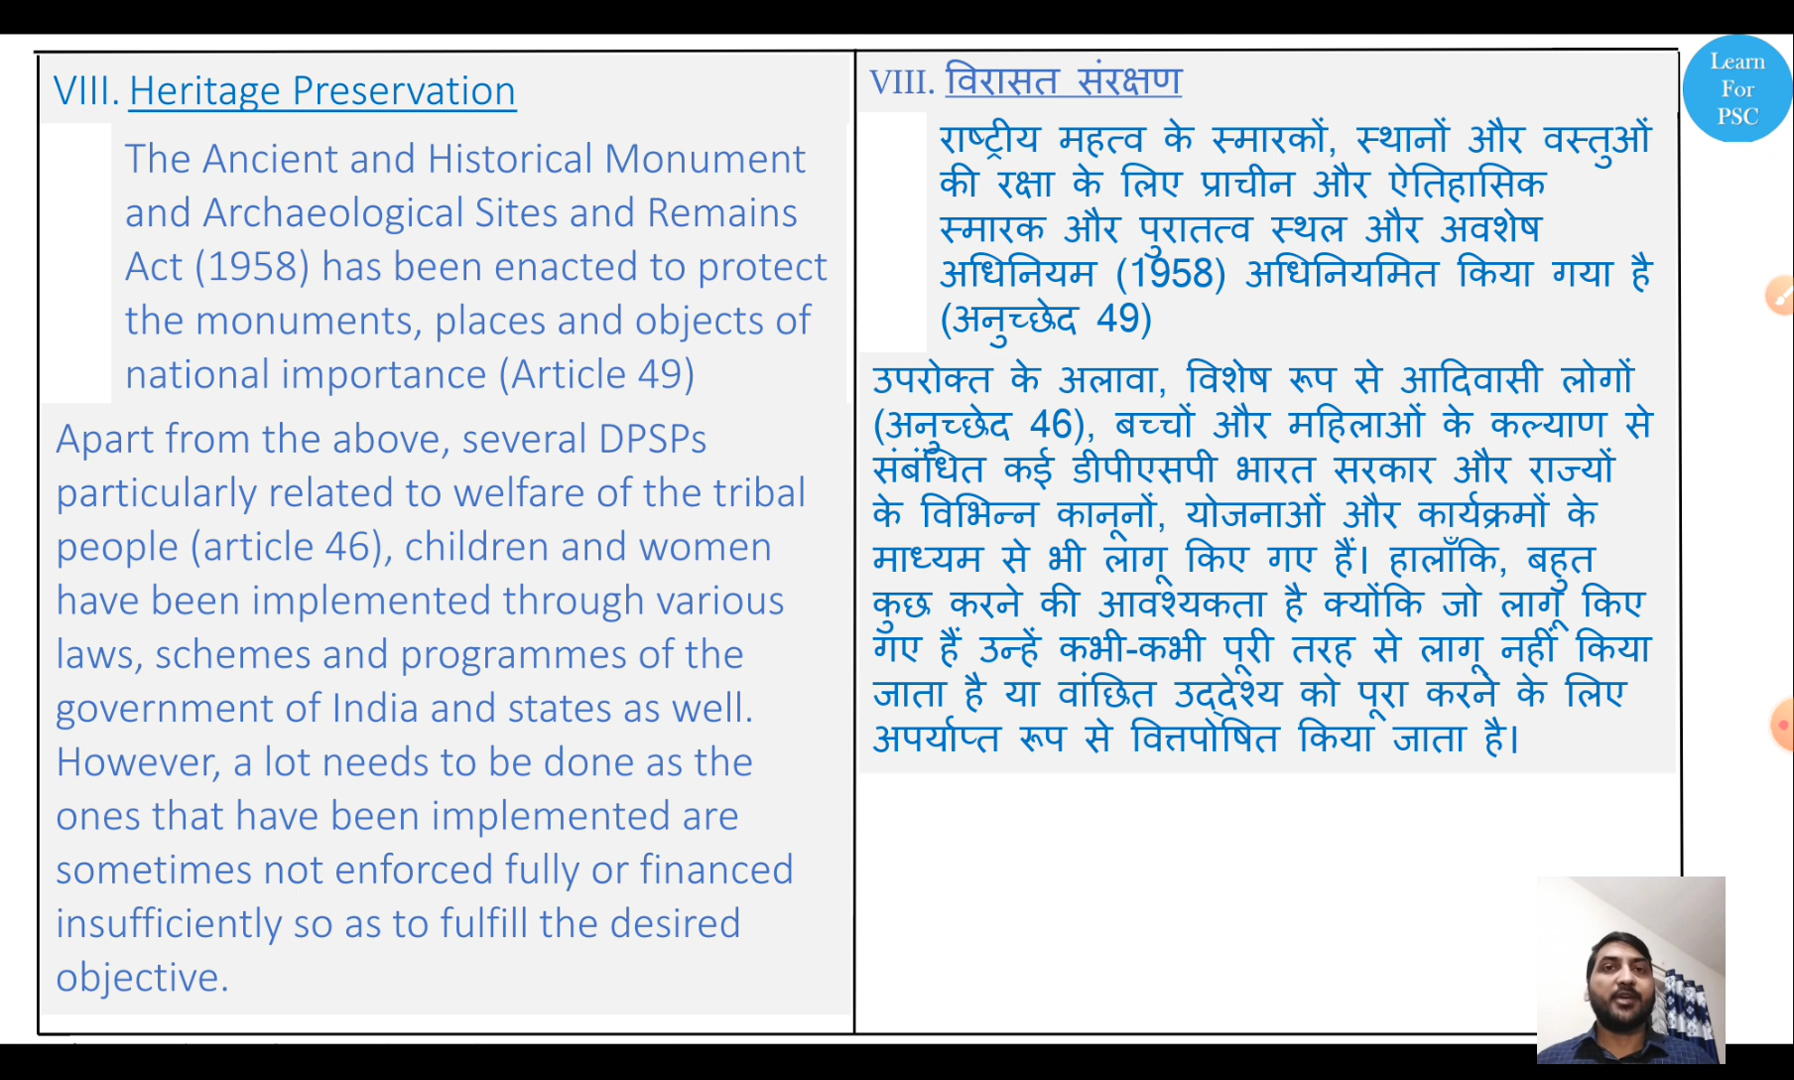 VIII. Heritage Preservation
The Ancient and Historical Monument
and Archaeological Sites and Remains
Act (1958) has been enacted to protect
the monuments, places and objects of
national importance (Article 49)
Apart from the above, several DPSPs
particularly related to welfare of the tribal
people (article 46), children and women
have been implemented through various
laws, schemes and programmes of the
government of India and states as well.
However, a lot needs to be done as the
ones that have been implemented are
sometimes not enforced fully or financed
insufficiently so as to fulfill the desired
objective.
VIII. विरासत संरक्षण
राष्ट्रीय महत्व के स्मारकों, स्थानों और वस्तुओं
की रक्षा के लिए प्राचीन और ऐतिहासिक
स्मारक और पुरातत्व स्थल और अवशेष
अधिनियम (1958) अधिनियमित किया गया है
(अनुच्छेद 49)
उपरोक्त के अलावा, विशेष रूप से आदिवासी लोगों
(अनुच्छेद 46), बच्चों और महिलाओं के कल्याण से
संबंधित कई डीपीएसपी भारत सरकार और राज्यों
के विभिन्न कानूनों, योजनाओं और कार्यक्रमों के
माध्यम से भी लागू किए गए हैं। हालाँकि, बहुत
कुछ करने की आवश्यकता है क्योंकि जो लागू किए
गए हैं उन्हें कभी-कभी पूरी तरह से लागू नहीं किया
जाता है या वांछित उद्देश्य को पूरा करने के लिए
अपर्याप्त रूप से वित्तपोषित किया जाता है।
Learn
For
PSC